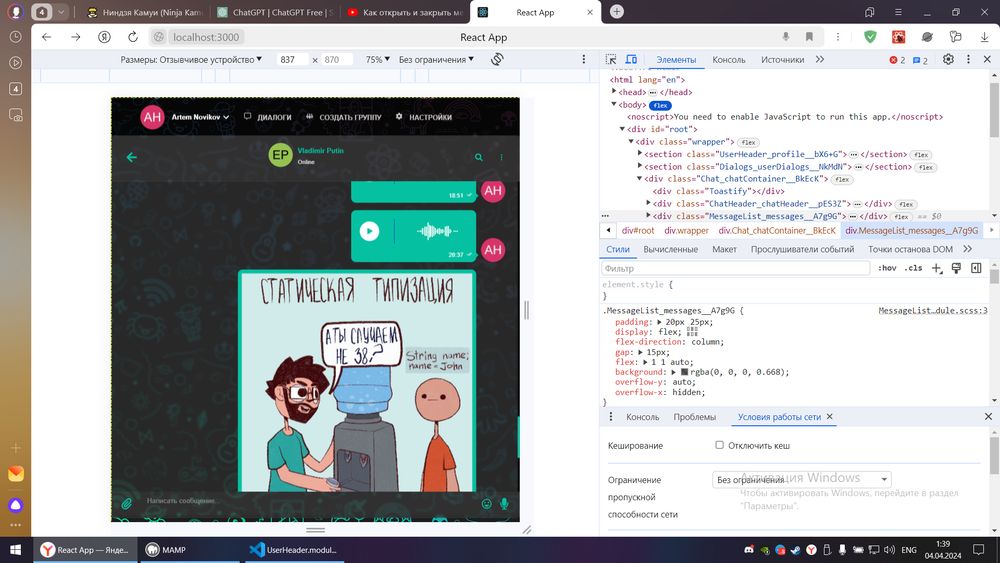 4
Ниндзя Камуи (Ninja Kam
ChatGPT | ChatGPT Free | S
Как открыть и закрыть ме
React App
localhost:3000
React App
Размеры: Отзывчивое устройство 837 × 870 75% Без ограничения
Элементы Консоль Источники 2 2
<html lang="en">
<head> </head>
<body> flex
<noscript>You need to enable JavaScript to run this app.</noscript>
<div id="root">
<div class="wrapper"> flex
<section class="UserHeader_profile__bX6+G"> </section> flex
<section class="Dialogs_userDialogs__NkMdN"> </section> flex
<div class="Chat_chatContainer__BkEcK"> flex
<div class="Toastify"></div>
<div class="ChatHeader_chatHeader__pES3Z"> </div> flex
<div class="MessageList_messages__A7g9G"> </div> flex == $0
div#root div.wrapper div.Chat_chatContainer__BkEcK div.MessageList_messages__A7g9G
Стили Вычисленные Макет Прослушиватели событий Точки останова DOM
Фильтр :hov .cls
element.style {
}
.MessageList_messages__A7g9G { MessageList…dule.scss:3
padding: 20px 25px;
display: flex;
flex-direction: column;
gap: 15px;
flex: 1 1 auto;
background: rgba(0, 0, 0, 0.668);
overflow-y: auto;
overflow-x: hidden;
}
Консоль Проблемы Условия работы сети
Кеширование Отключить кеш
Ограничение
пропускной
способности сети
Без ограничения
Активация Windows
Чтобы активировать Windows, перейдите в раздел
"Параметры".
AH Artem Novikov ДИАЛОГИ СОЗДАТЬ ГРУППУ НАСТРОЙКИ
EP Vladimir Putin
Online
18:51
AH
20:37
AH
СТАТИЧЕСКАЯ ТИПИЗАЦИЯ
А ТЫ СЛУЧАЕМ
НЕ 38?
String name;
name = John
Написать сообщение...
4
React App — Янде...
MAMP
UserHeader.modul...
ENG
1:39
04.04.2024